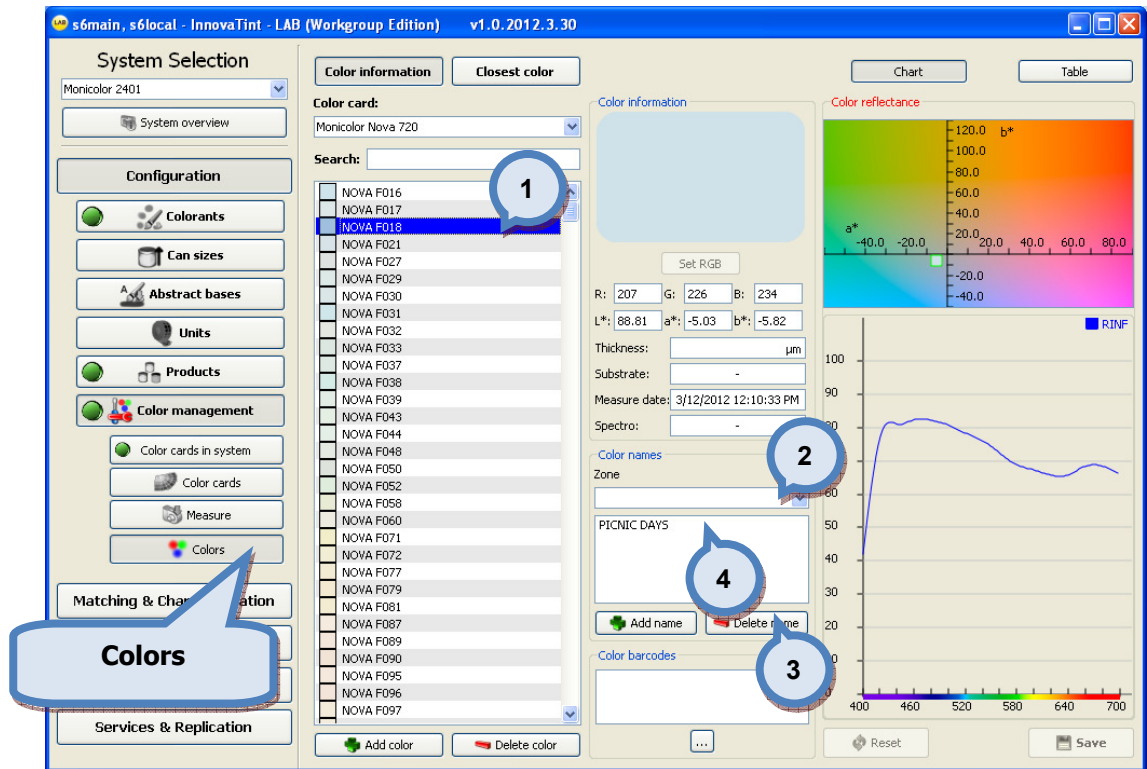 s6main, s6local - InnovaTint - LAB (Workgroup Edition) v1.0.2012.3.30
System Selection
Monicolor 2401
System overview
Configuration
Colorants
Can sizes
Abstract bases
Units
Products
Color management
Color cards in system
Color cards
Measure
Colors
Matching &
Colors
Services & Replication
Color information
Closest color
Color card:
Monicolor Nova 720
Search:
1
NOVA F016
NOVA F017
NOVA F018
NOVA F021
NOVA F027
NOVA F029
NOVA F030
NOVA F031
NOVA F032
NOVA F033
NOVA F037
NOVA F038
NOVA F039
NOVA F043
NOVA F044
NOVA F048
NOVA F050
NOVA F052
NOVA F058
NOVA F060
NOVA F071
NOVA F072
NOVA F077
NOVA F079
NOVA F081
NOVA F087
NOVA F089
NOVA F090
NOVA F095
NOVA F096
NOVA F097
Add color
Delete color
Color information
Set RGB
R: 207 G: 226 B: 234
L*: 88.81 a*: -5.03 b*: -5.82
Thickness: µm
Substrate: -
Measure date: 3/12/2012 12:10:33 PM
Spectro: -
Color names
2
Zone
PICNIC DAYS
4
Add name
Delete name
Color barcodes
3
...
Chart
Table
Color reflectance
120.0 b*
100.0
80.0
60.0
40.0
20.0
a*
-40.0 -20.0 20.0 40.0 60.0 80.0
-20.0
-40.0
RINF
100
90
60
50
40
30
20
400 460 520 580 640 700
Reset
Save